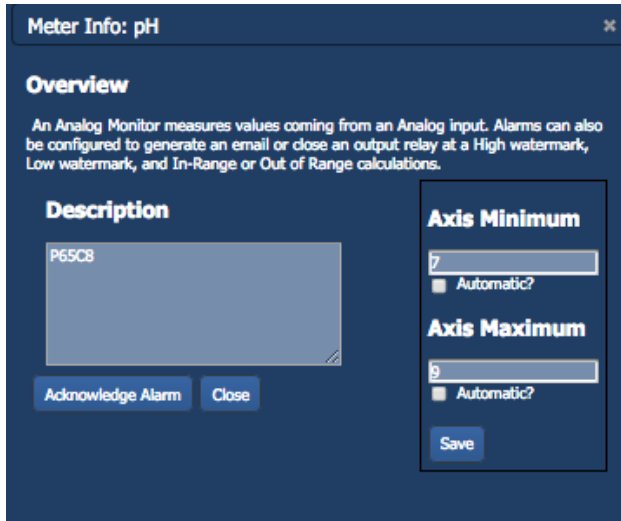 Meter Info: pH
Overview
An Analog Monitor measures values coming from an Analog input. Alarms can also
be configured to generate an email or close an output relay at a High watermark,
Low watermark, and In-Range or Out of Range calculations.
Description
P65C8
Acknowledge Alarm
Close
Axis Minimum
7
Automatic?
Axis Maximum
9
Automatic?
Save